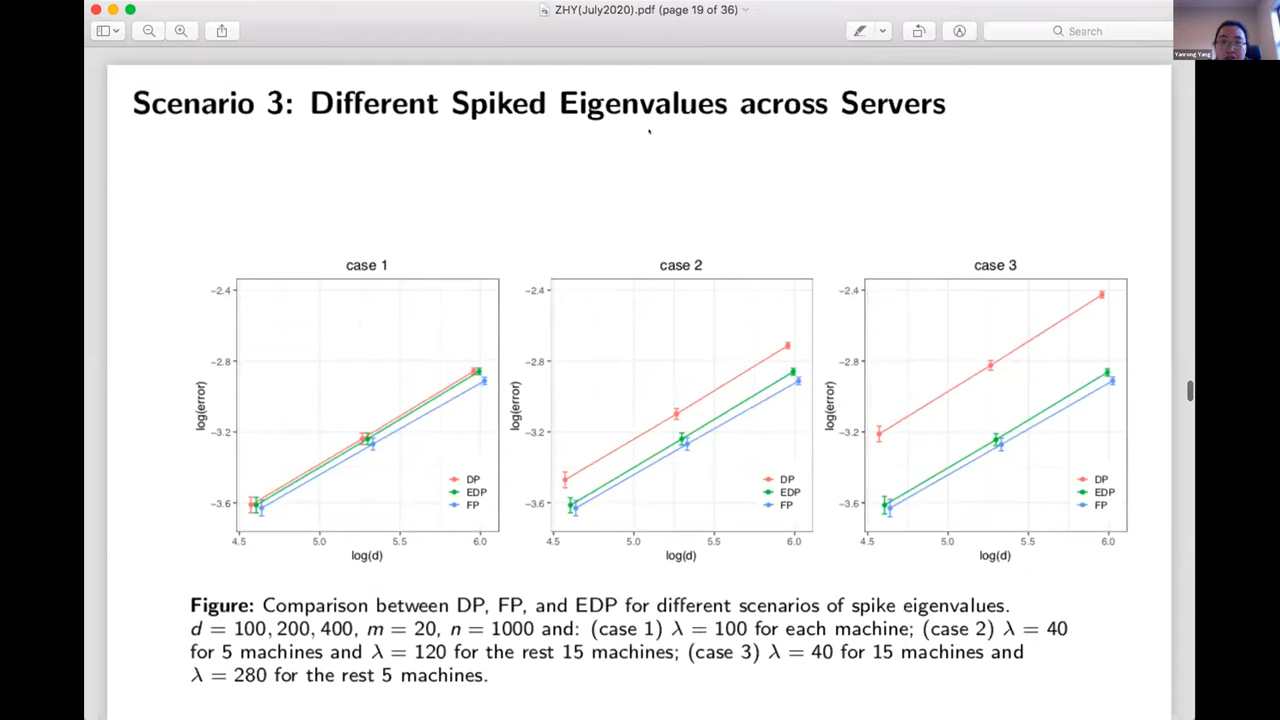 ZHY(July2020).pdf (page 19 of 36)
Search
Yanrong Yang
Scenario 3: Different Spiked Eigenvalues across Servers
case 1
case 2
case 3
−2.4
−2.8
−3.2
−3.6
log(error)
4.5 5.0 5.5 6.0
log(d)
DP
EDP
FP
−2.4
−2.8
−3.2
−3.6
log(error)
4.5 5.0 5.5 6.0
log(d)
DP
EDP
FP
−2.4
−2.8
−3.2
−3.6
log(error)
4.5 5.0 5.5 6.0
log(d)
DP
EDP
FP
Figure: Comparison between DP, FP, and EDP for different scenarios of spike eigenvalues.
d = 100, 200, 400, m = 20, n = 1000 and: (case 1) λ = 100 for each machine; (case 2) λ = 40
for 5 machines and λ = 120 for the rest 15 machines; (case 3) λ = 40 for 15 machines and
λ = 280 for the rest 5 machines.